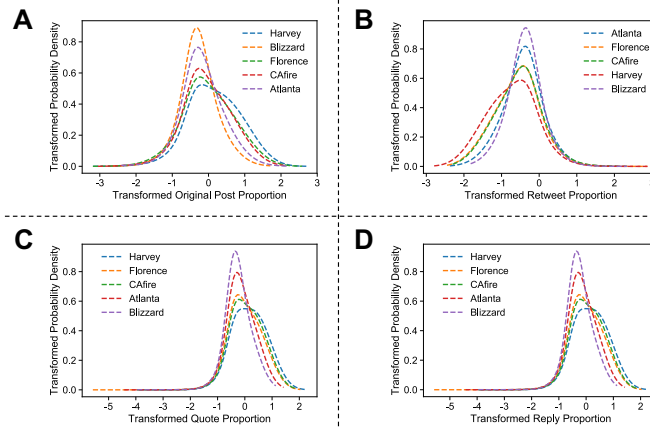 A
Transformed Probability Density
0.8
0.6
0.4
0.2
0.0
Harvey
Blizzard
Florence
CAfire
Atlanta
-3 -2 -1 0 1 2 3
Transformed Original Post Proportion
B
Transformed Probability Density
0.8
0.6
0.4
0.2
0.0
Atlanta
Florence
CAfire
Harvey
Blizzard
-3 -2 -1 0 1 2
Transformed Retweet Proportion
C
Transformed Probability Density
0.8
0.6
0.4
0.2
0.0
Harvey
Florence
CAfire
Atlanta
Blizzard
-5 -4 -3 -2 -1 0 1 2
Transformed Quote Proportion
D
Transformed Probability Density
0.8
0.6
0.4
0.2
0.0
Harvey
Florence
CAfire
Atlanta
Blizzard
-5 -4 -3 -2 -1 0 1 2
Transformed Reply Proportion